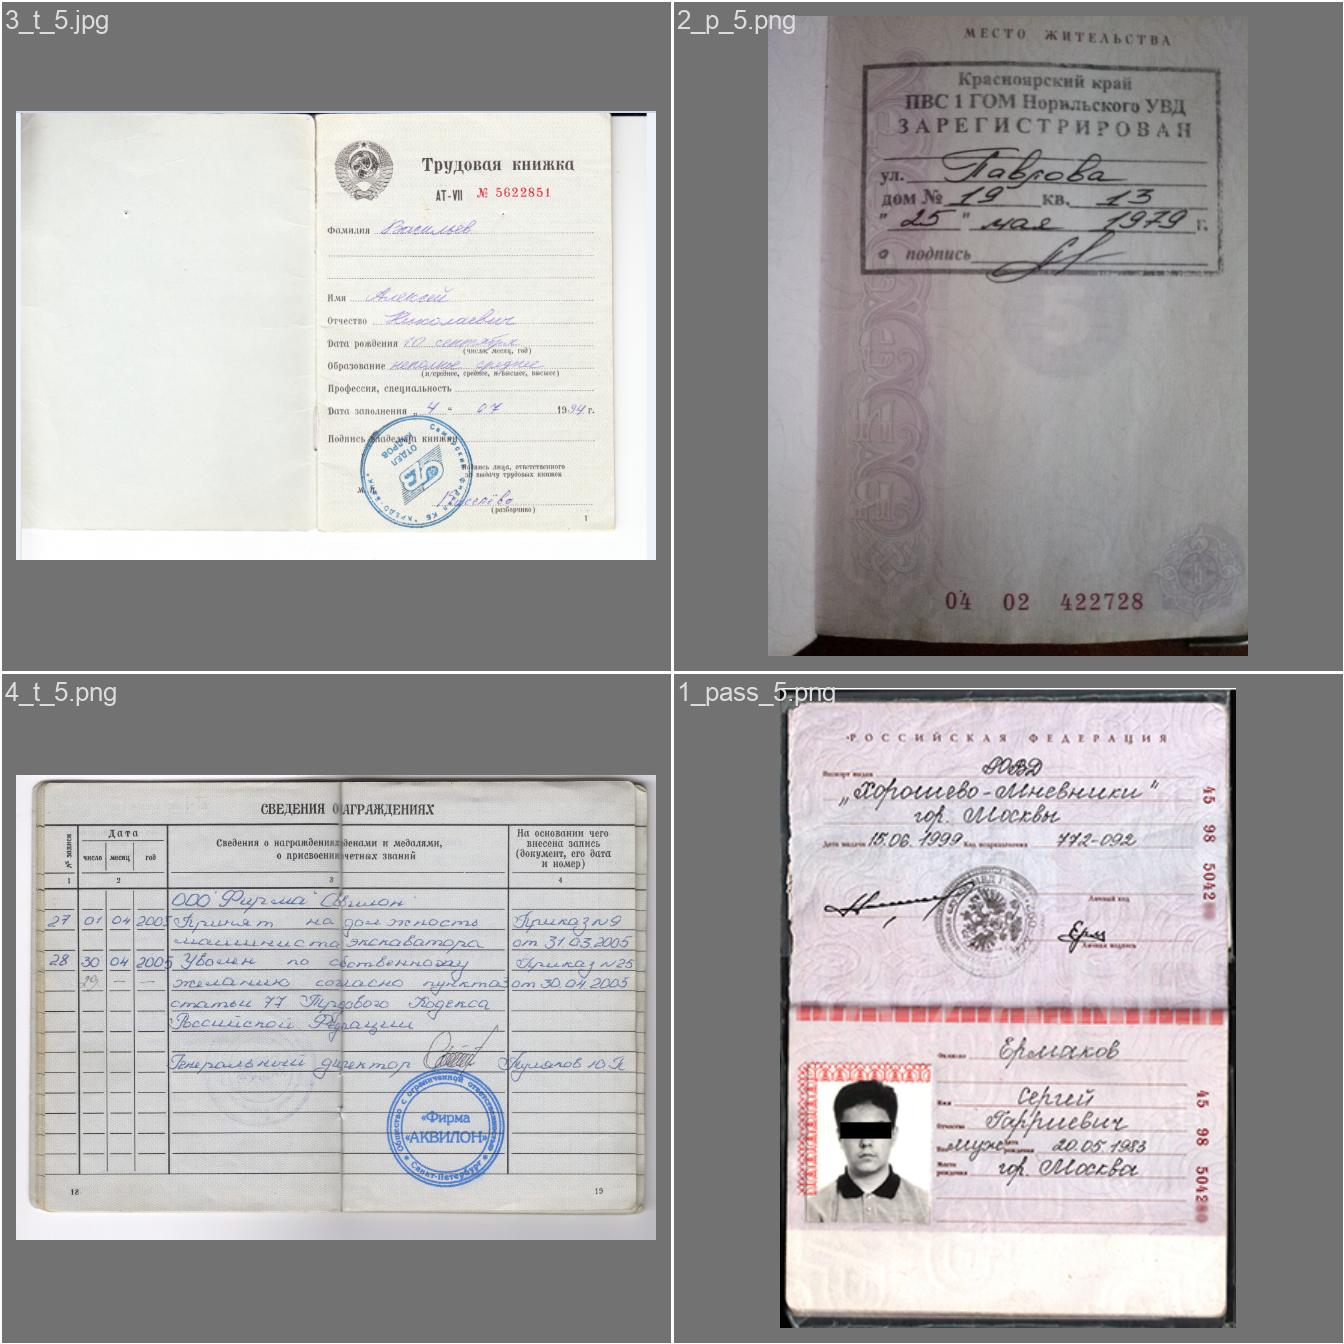 3_t_5.jpg
Трудовая книжка
АТ-VII № 5622851
Фамилия Васильев
Имя Алексей
Отчество Николаевич
Дата рождения 10 сентября
(число, месяц, год)
Образование неполное среднее
(н/среднее, среднее, н/высшее, высшее)
Профессия, специальность
Дата заполнения „ 4 “ 07 1994 г.
Подпись владельца книжки
Подпись лица, ответственного
за выдачу трудовых книжек
М. П.
(разборчиво)
ОТДЕЛ
КАДРОВ
1
2_p_5.png
МЕСТО ЖИТЕЛЬСТВА
Красноярский край
ПВС 1 ГОМ Норильского УВД
ЗАРЕГИСТРИРОВАН
ул. Павлова
дом № 19 кв. 13
" 25 " мая 1979 г.
подпись
04 02 422728
4_t_5.png
СВЕДЕНИЯ О НАГРАЖДЕНИЯХ
№ записи
Дата
число месяц год
Сведения о награждениях орденами и медалями,
о присвоении почетных званий
На основании чего
внесена запись
(документ, его дата
и номер)
1 2 3 4
ООО "Фирма" Аквилон"
27 01 04 2005 Принят на должность Приказ №9
машиниста экскаватора от 31.03.2005
28 30 04 2005 Уволен по собственному Приказ №25
29 — — желанию согласно пункта 3 от 30.04.2005
статьи 77 Трудового Кодекса
Российской Федерации
Генеральный директор Кумаков Ю.К
Общество с ограниченной ответственностью
«Фирма
«АКВИЛОН»
Санкт-Петербург
18 19
1_pass_5.png
РОССИЙСКАЯ ФЕДЕРАЦИЯ
Паспорт выдан ОВД
„Хорошево-Мневники"
гор. Москвы
Дата выдачи 15.06.1999 Код подразделения 772-092
Личный код
Личная подпись
45 98 5042
Фамилия Ермаков
Имя Сергей
Отчество Гарриевич
Пол муж Дата рождения 20.05.1983
Место рождения гор. Москва
45 98 504280